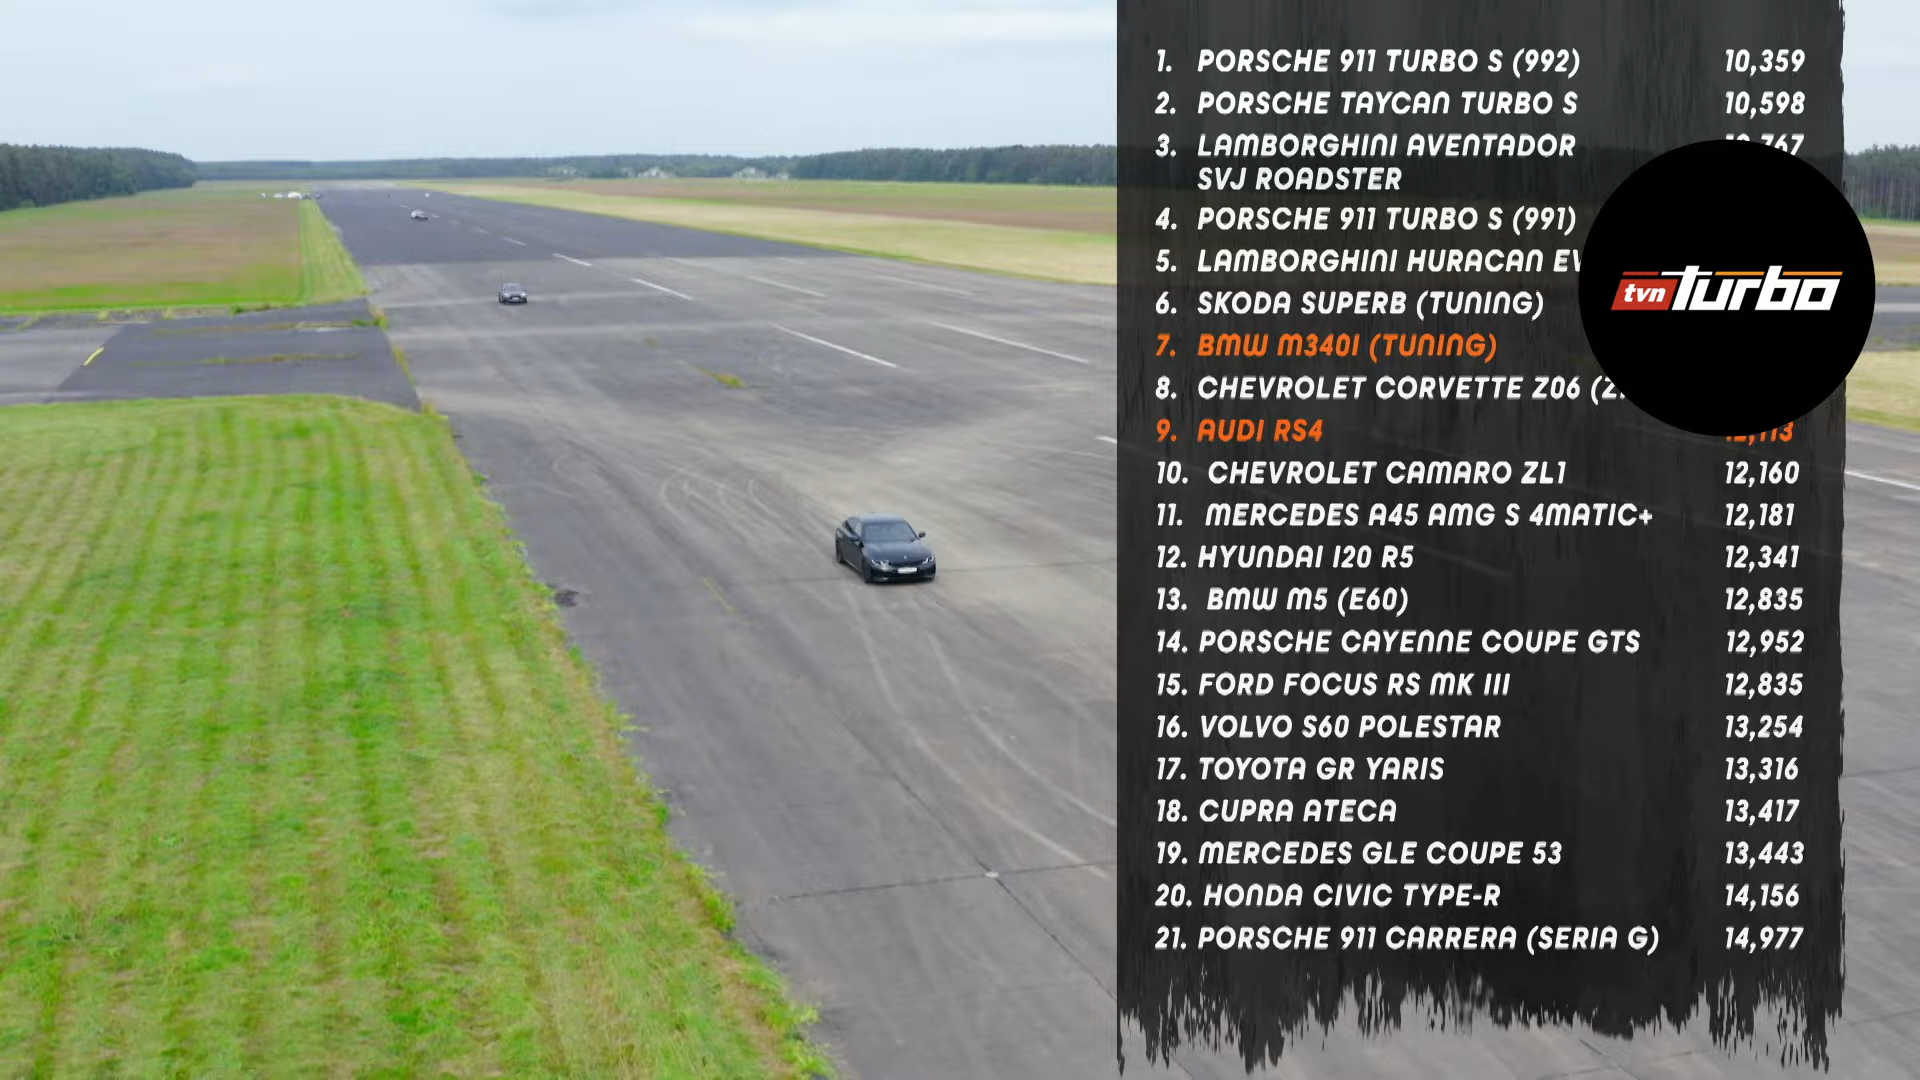 1. PORSCHE 911 TURBO S (992) 10,359
2. PORSCHE TAYCAN TURBO S 10,598
3. LAMBORGHINI AVENTADOR
SVJ ROADSTER
4. PORSCHE 911 TURBO S (991)
5. LAMBORGHINI HURACAN
6. SKODA SUPERB (TUNING)
tvn turbo
7. BMW M340I (TUNING)
8. CHEVROLET CORVETTE Z06
9. AUDI RS4
10. CHEVROLET CAMARO ZL1 12,160
11. MERCEDES A45 AMG S 4MATIC+ 12,181
12. HYUNDAI I20 R5 12,341
13. BMW M5 (E60) 12,835
14. PORSCHE CAYENNE COUPE GTS 12,952
15. FORD FOCUS RS MK III 12,835
16. VOLVO S60 POLESTAR 13,254
17. TOYOTA GR YARIS 13,316
18. CUPRA ATECA 13,417
19. MERCEDES GLE COUPE 53 13,443
20. HONDA CIVIC TYPE-R 14,156
21. PORSCHE 911 CARRERA (SERIA G) 14,977